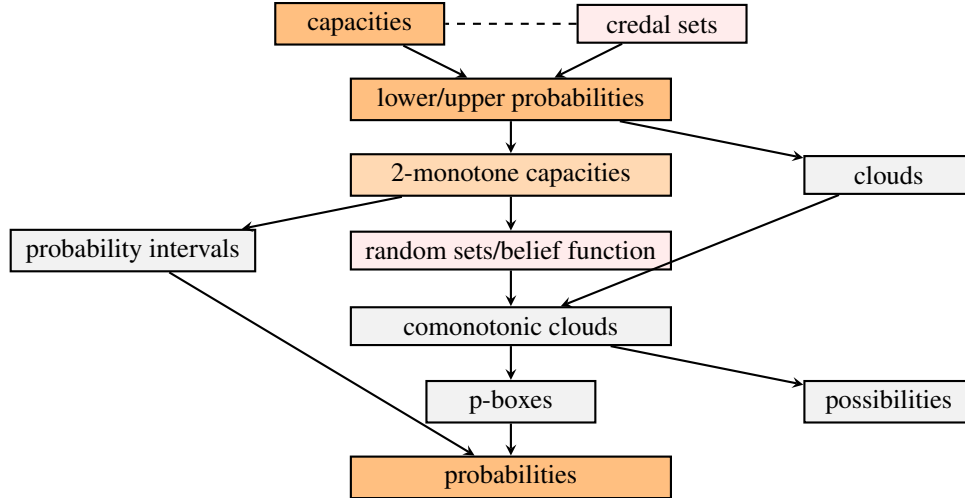 capacities
credal sets
lower/upper probabilities
2-monotone capacities
clouds
probability intervals
random sets/belief function
comonotonic clouds
p-boxes
possibilities
probabilities